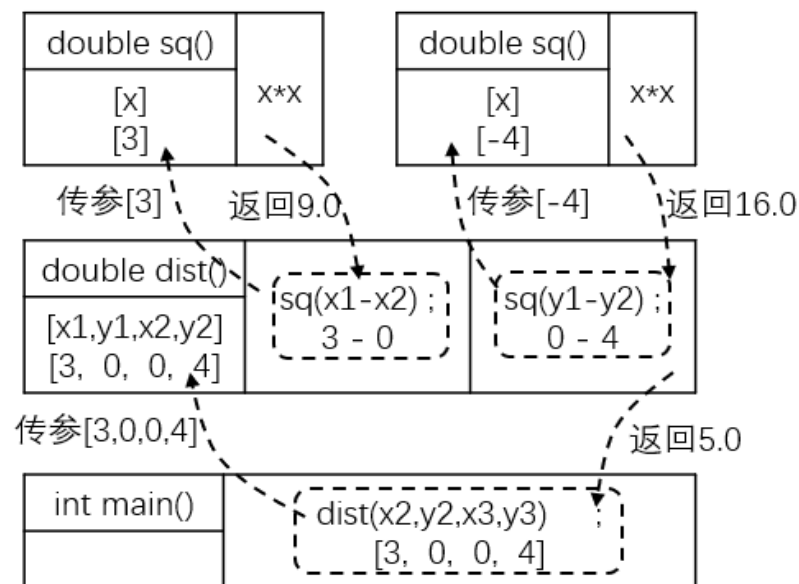 double sq()
[x]
[3]
x*x
double sq()
[x]
[-4]
x*x
传参[3]
返回9.0
传参[-4]
返回16.0
double dist()
[x1,y1,x2,y2]
[3, 0, 0, 4]
sq(x1-x2) ;
3 - 0
sq(y1-y2) ;
0 - 4
传参[3,0,0,4]
返回5.0
int main()
dist(x2,y2,x3,y3) ;
[3, 0, 0, 4]